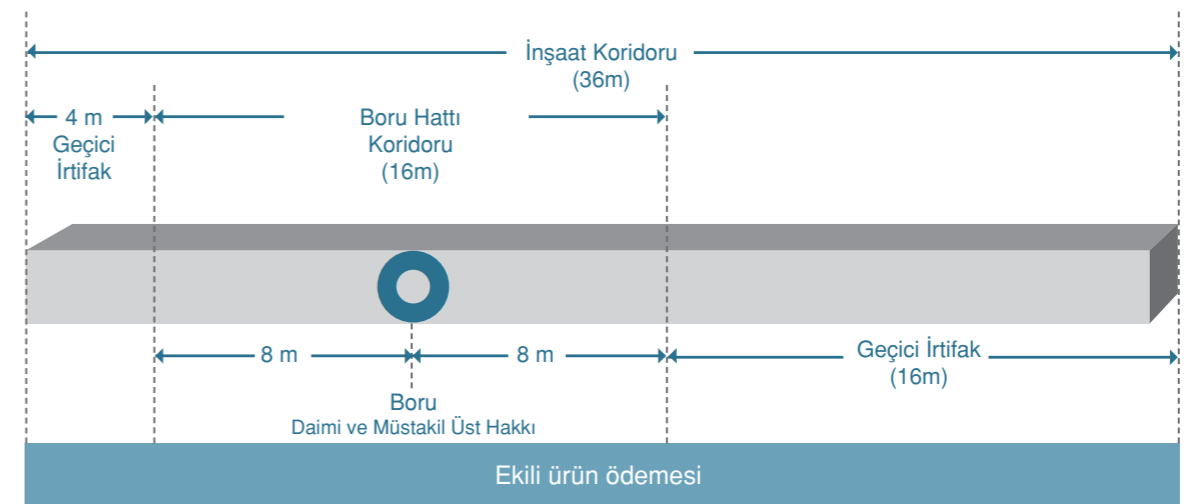 İnşaat Koridoru
(36m)
4 m
Geçici
İrtifak
Boru Hattı
Koridoru
(16m)
8 m
8 m
Geçici İrtifak
(16m)
Boru
Daimi ve Müstakil Üst Hakkı
Ekili ürün ödemesi